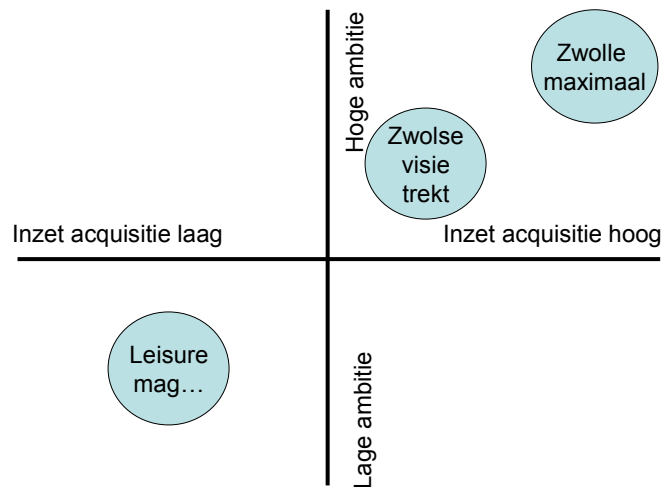 Hoge ambitie
Zwolle
maximaal
Zwolse
visie
trekt
Inzet acquisitie laag
Inzet acquisitie hoog
Leisure
mag…
Lage ambitie